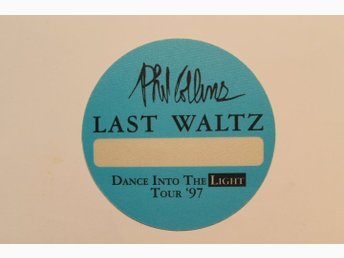 Phil Collins
LAST WALTZ
DANCE INTO THE LIGHT
TOUR '97